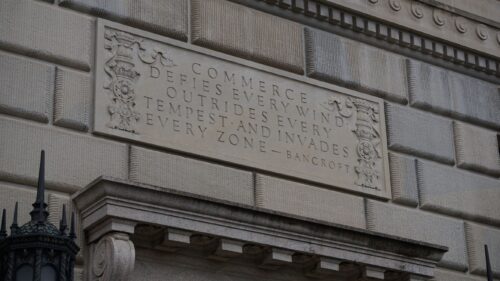 COMMERCE
DEFIES EVERY WIND
OUTRIDES EVERY
TEMPEST·AND INVADES
EVERY ZONE—BANCROFT